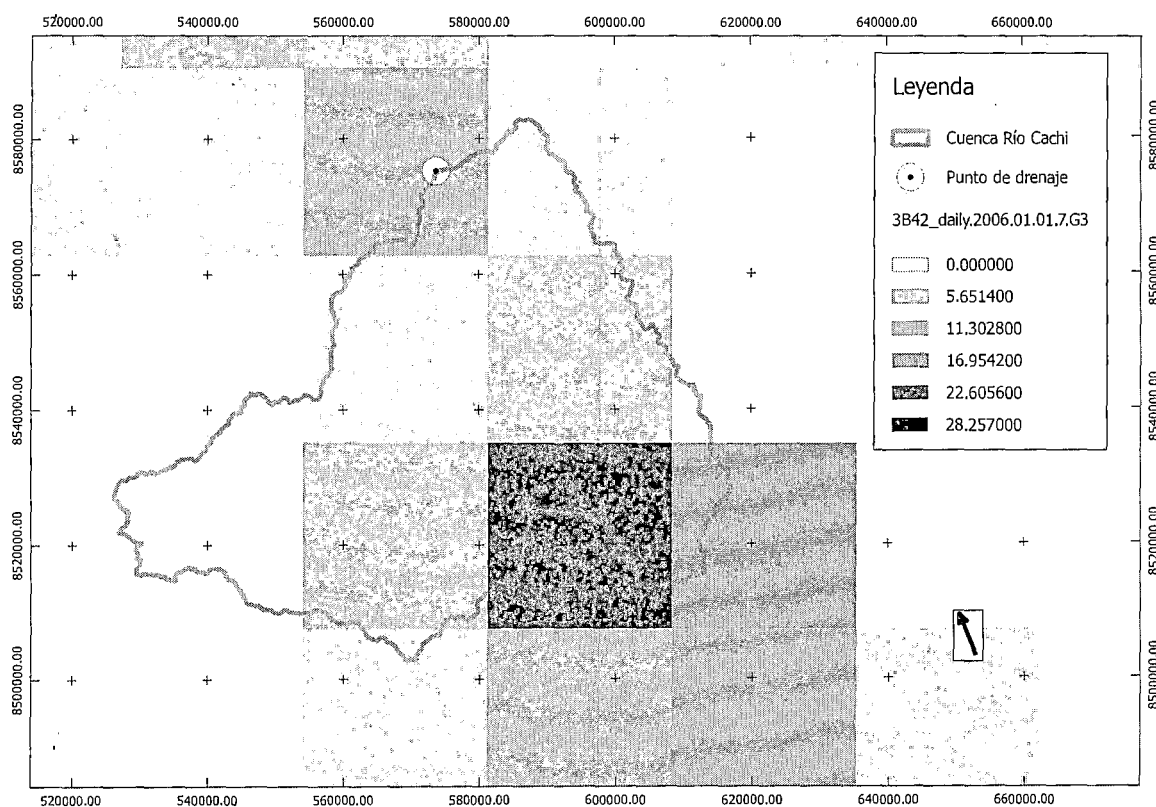 520000.00 540000.00 560000.00 580000.00 600000.00 620000.00 640000.00 660000.00
8580000.00 8580000.00
8560000.00 8560000.00
8540000.00 8540000.00
8520000.00 8520000.00
8500000.00 8500000.00
Leyenda
Cuenca Río Cachi
Punto de drenaje
3B42_daily.2006.01.01.7.G3
0.000000
5.651400
11.302800
16.954200
22.605600
28.257000
520000.00 540000.00 560000.00 580000.00 600000.00 620000.00 640000.00 660000.00